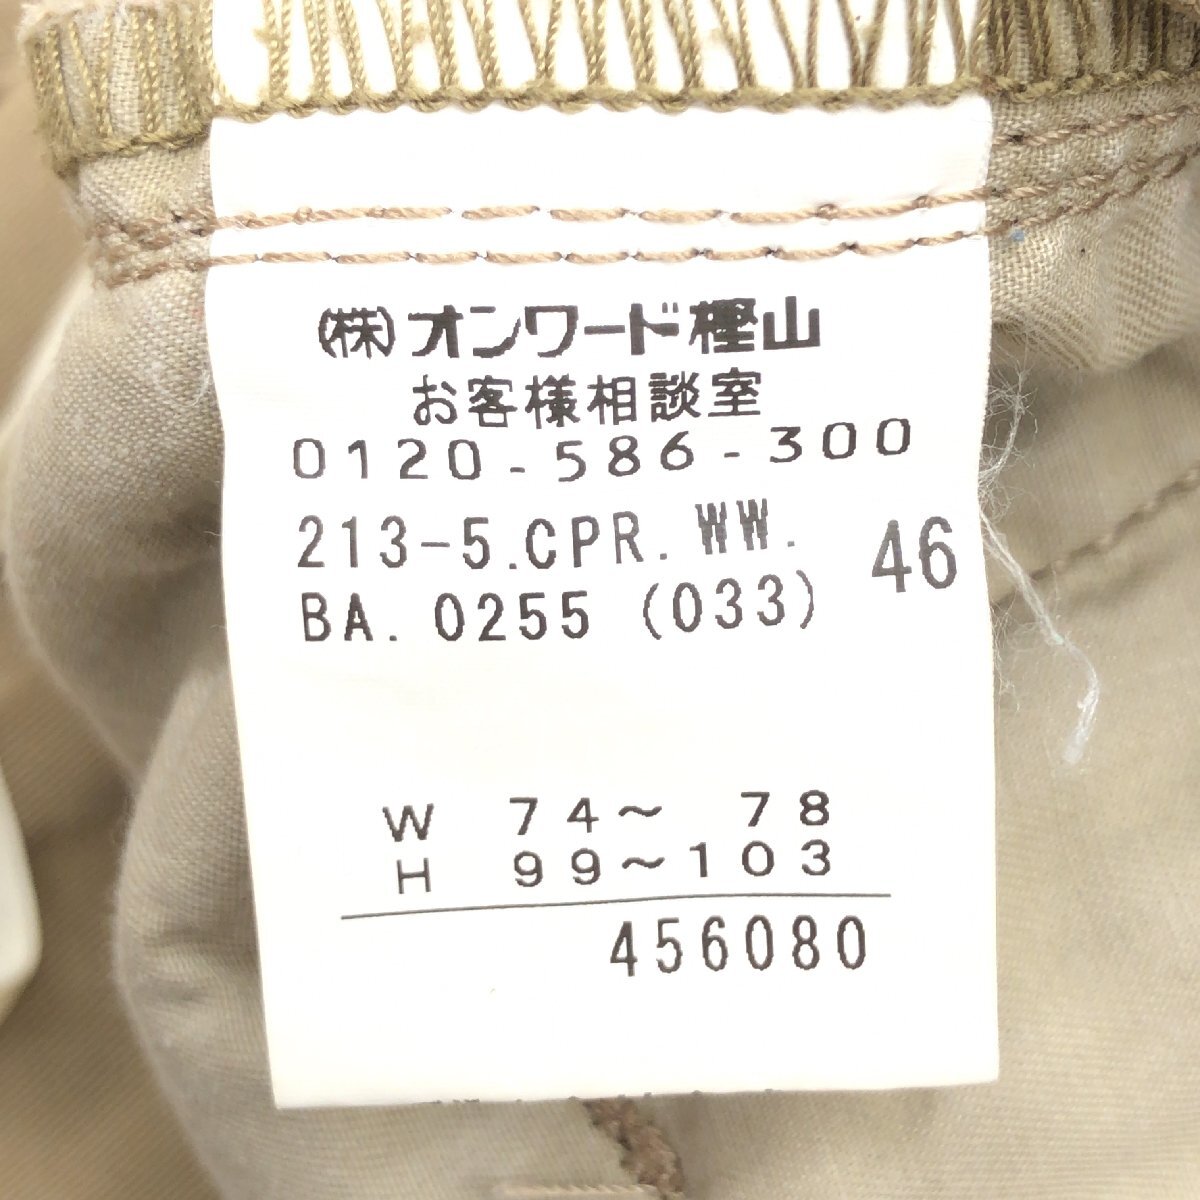 (株)オンワード樫山
お客様相談室
0120-586-300
213-5.CPR.WW. 46
BA.0255 (033)
W 74〜 78
H 99〜103
456080